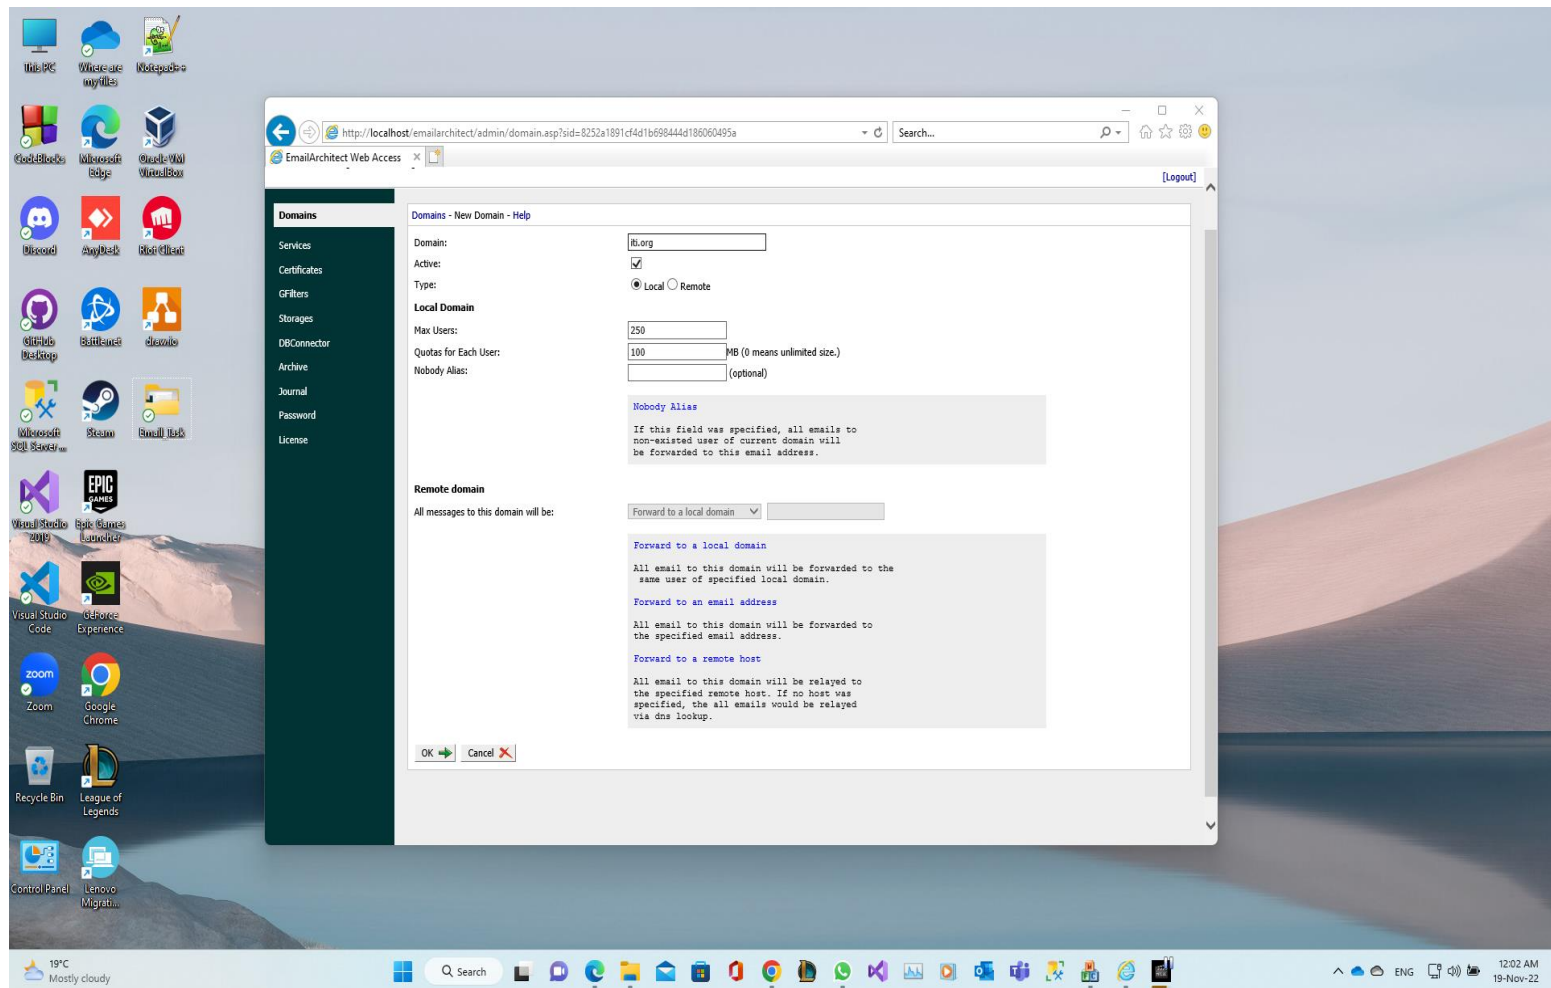 This PC
Where are my files
Notepad++
CodeBlocks
Microsoft Edge
Oracle VM VirtualBox
Discord
AnyDesk
Riot Client
GitHub Desktop
Battle.net
draw.io
Microsoft SQL Server ...
Steam
Email_Task
Visual Studio 2019
EPIC GAMES
Epic Games Launcher
Visual Studio Code
GeForce Experience
zoom
Zoom
Google Chrome
Recycle Bin
League of Legends
Control Panel
Lenovo Migrati...
http://localhost/emailarchitect/admin/domain.asp?sid=8252a1891cf4d1b698444d186060495a
Search...
EmailArchitect Web Access
[Logout]
Domains
Services
Certificates
GFilters
Storages
DBConnector
Archive
Journal
Password
License
Domains - New Domain - Help
Domain: iti.org
Active:
Type: Local Remote
Local Domain
Max Users: 250
Quotas for Each User: 100 MB (0 means unlimited size.)
Nobody Alias: (optional)
Nobody Alias
If this field was specified, all emails to
non-existed user of current domain will
be forwarded to this email address.
Remote domain
All messages to this domain will be: Forward to a local domain
Forward to a local domain
All email to this domain will be forwarded to the
same user of specified local domain.
Forward to an email address
All email to this domain will be forwarded to
the specified email address.
Forward to a remote host
All email to this domain will be relayed to
the specified remote host. If no host was
specified, the all emails would be relayed
via dns lookup.
OK Cancel
19°C
Mostly cloudy
Search
ENG
12:02 AM
19-Nov-22